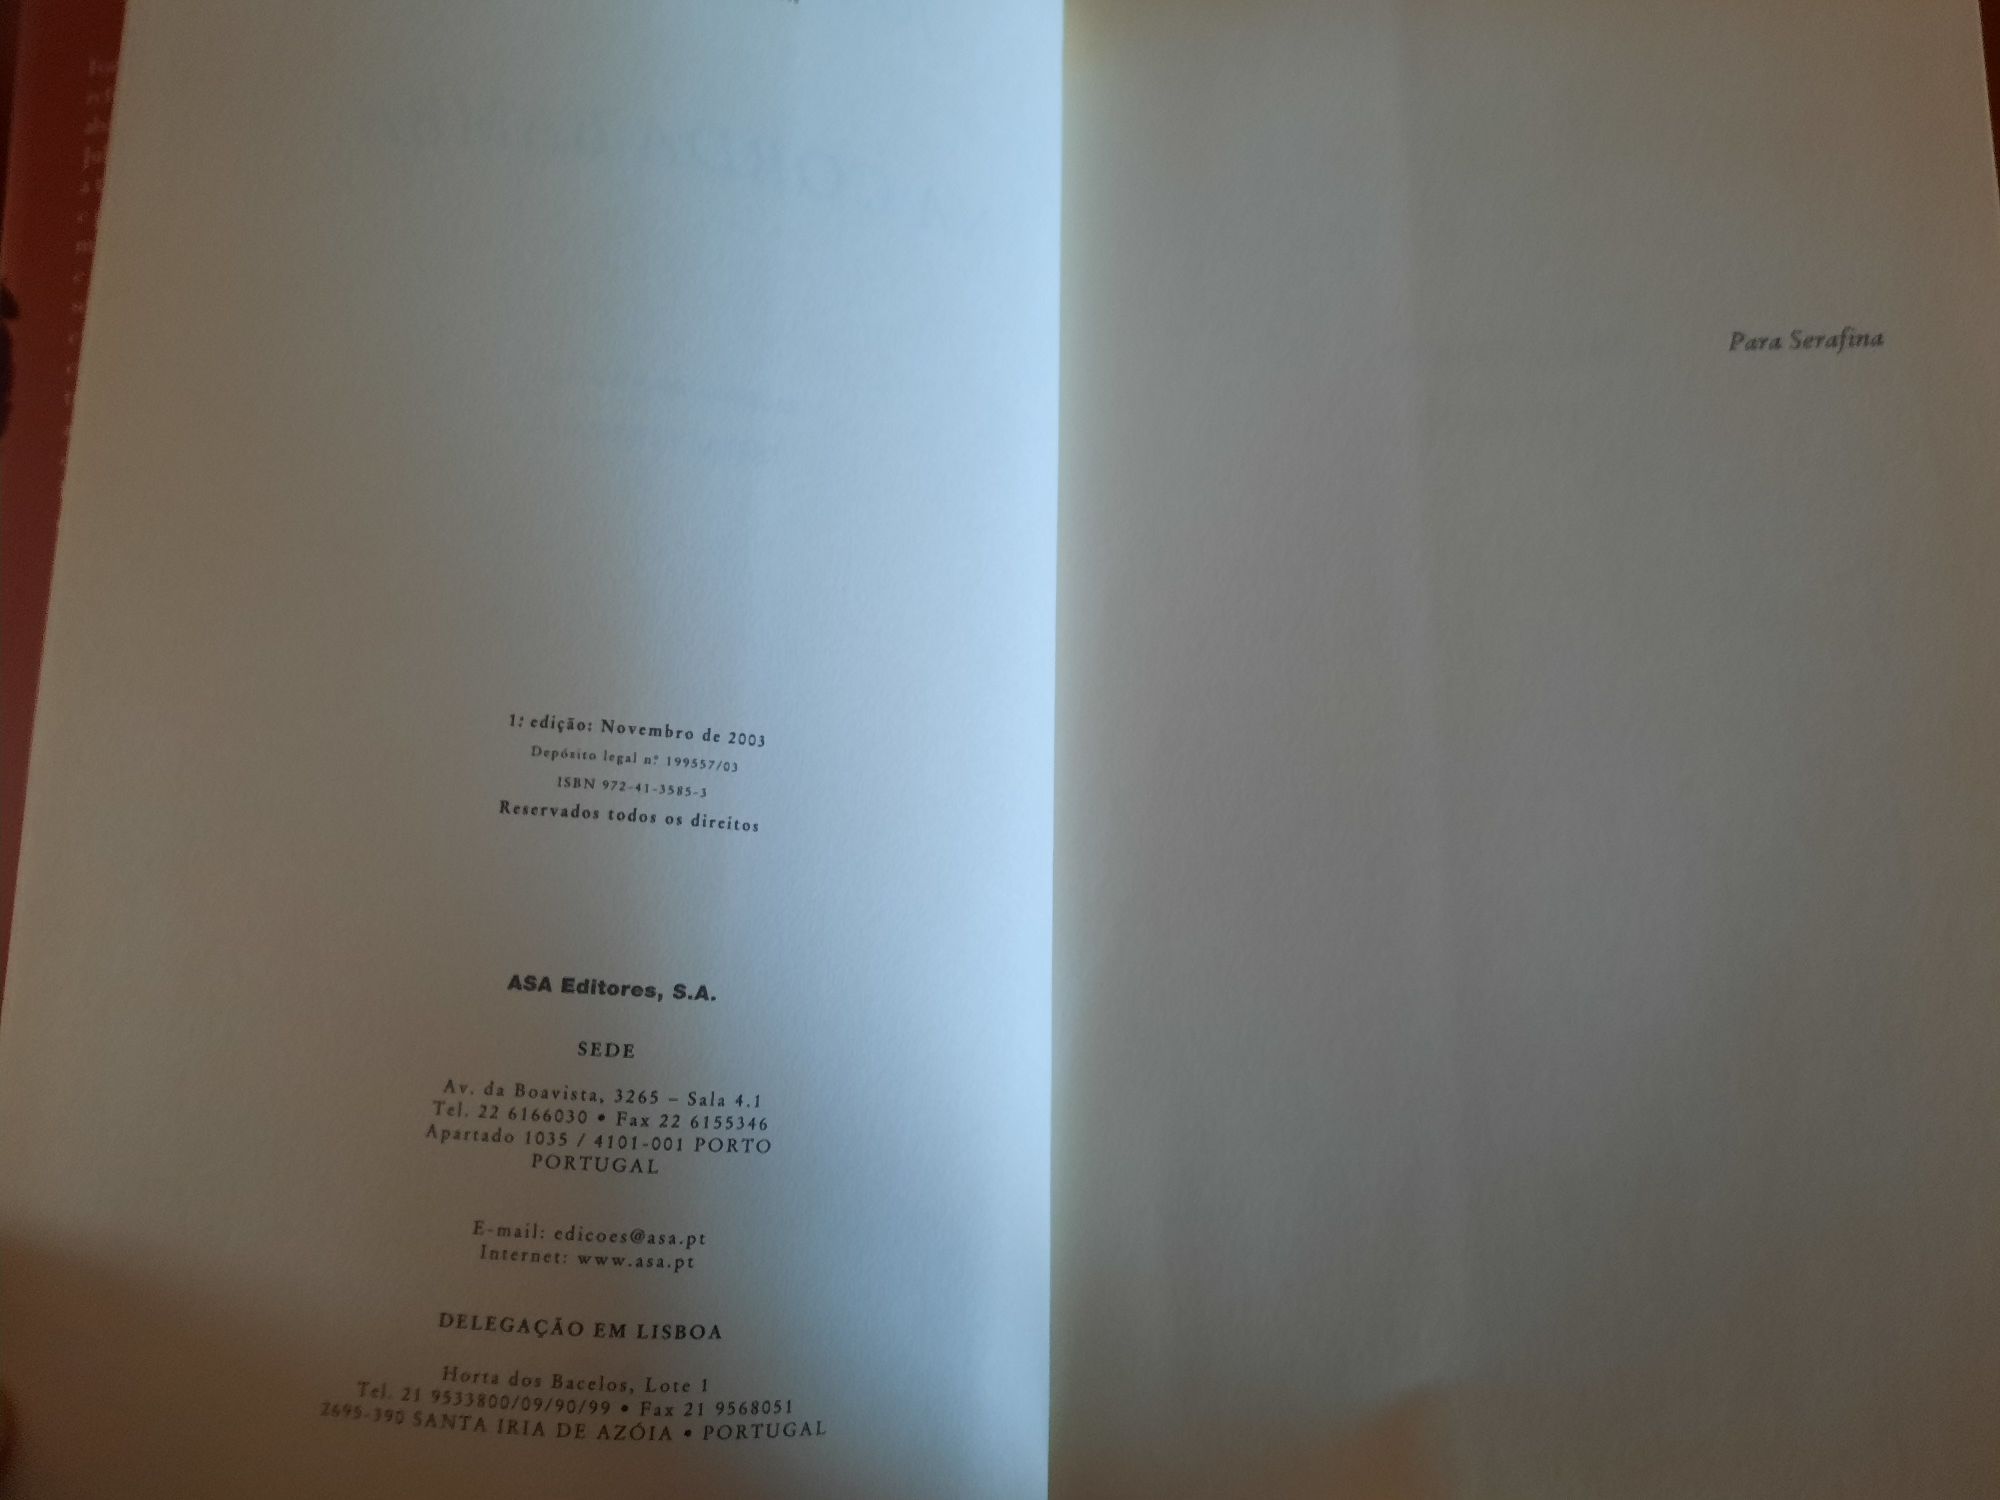 1ª edição: Novembro de 2003
Depósito legal nº 199557/03
ISBN 972-41-3585-3
Reservados todos os direitos
ASA Editores, S.A.
SEDE
Av. da Boavista, 3265 – Sala 4.1
Tel. 22 6166030 • Fax 22 6155346
Apartado 1035 / 4101-001 PORTO
PORTUGAL
E-mail: edicoes@asa.pt
Internet: www.asa.pt
DELEGAÇÃO EM LISBOA
Horta dos Bacelos, Lote 1
Tel. 21 9533800/09/90/99 • Fax 21 9568051
2695-390 SANTA IRIA DE AZÓIA • PORTUGAL
Para Serafina